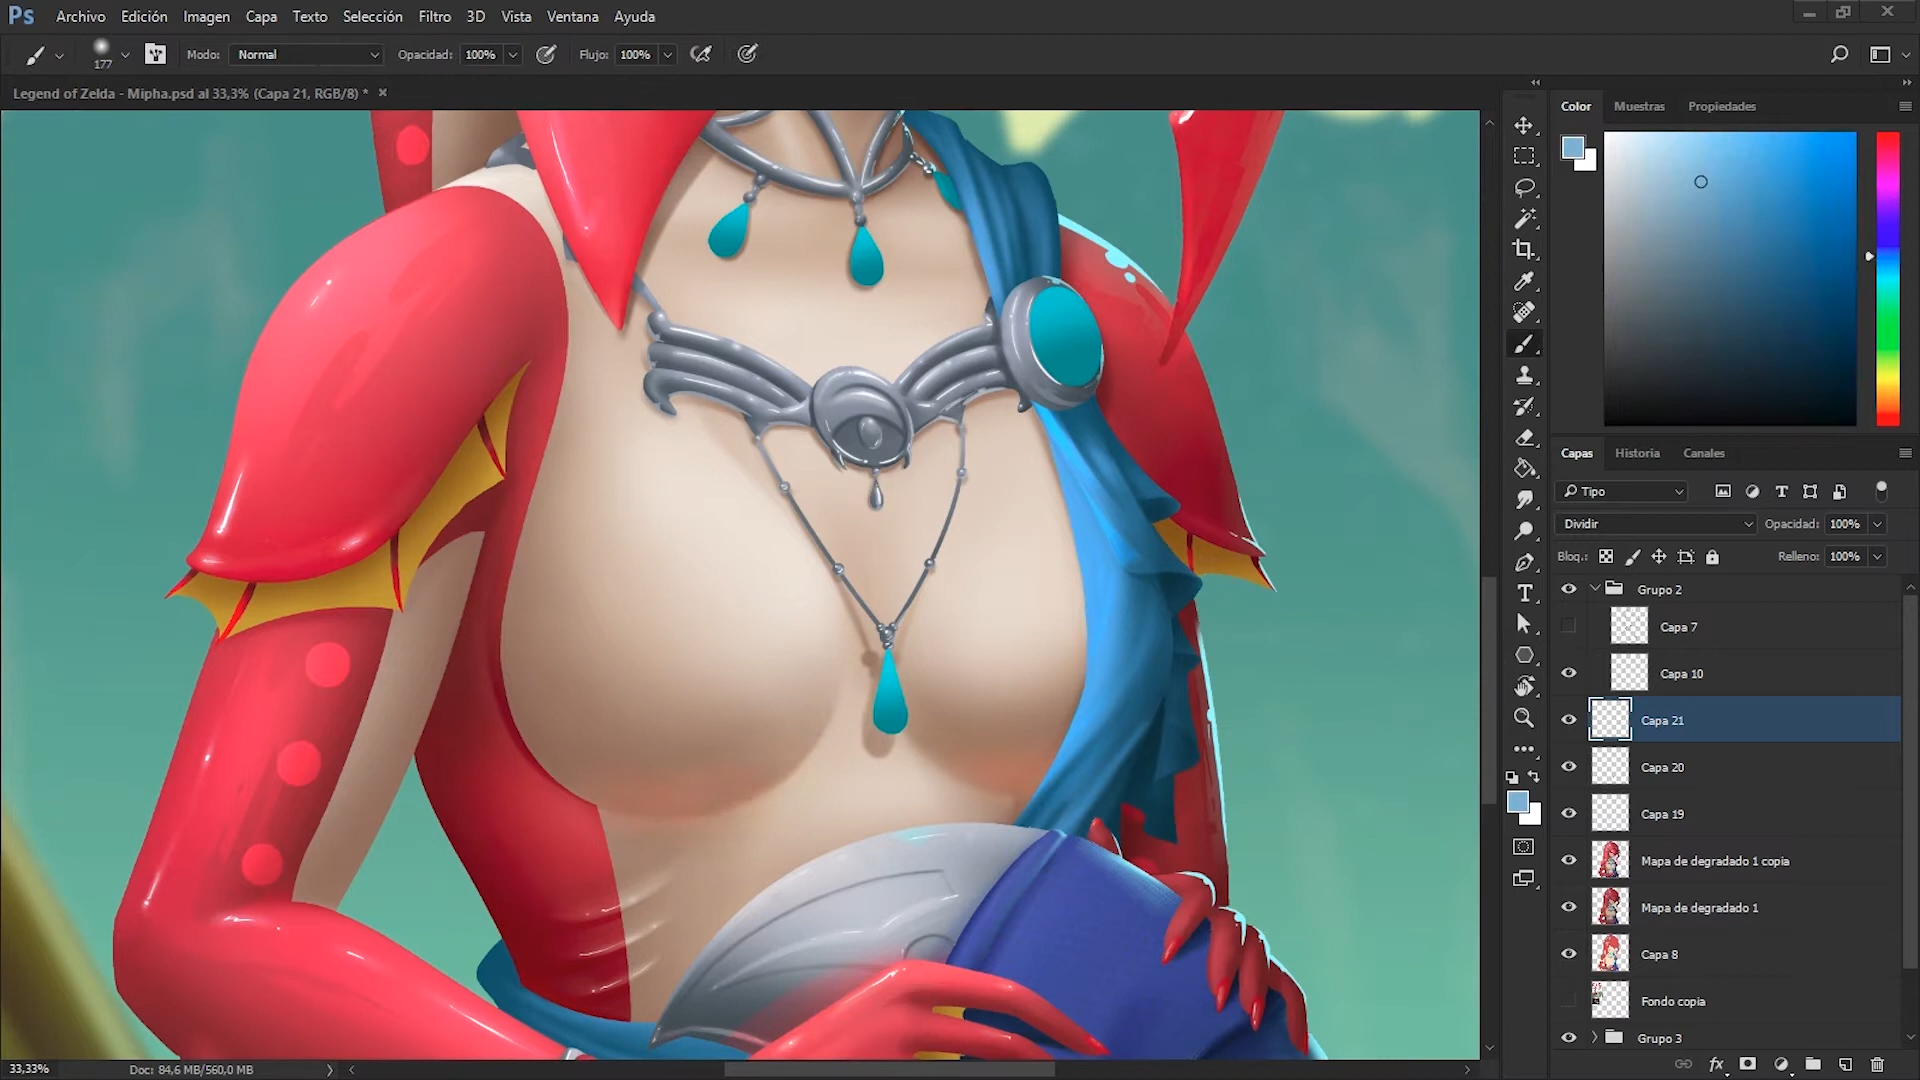 Ps Archivo Edición Imagen Capa Texto Selección Filtro 3D Vista Ventana Ayuda
177 Modo: Normal Opacidad: 100% Flujo: 100%
Legend of Zelda - Mipha.psd al 33,3% (Capa 21, RGB/8) *
Color Muestras Propiedades
Capas Historia Canales
Tipo
Dividir Opacidad: 100%
Bloq.: Relleno: 100%
Grupo 2
Capa 7
Capa 10
Capa 21
Capa 20
Capa 19
Mapa de degradado 1 copia
Mapa de degradado 1
Capa 8
Fondo copia
Grupo 3
33,33% Doc: 84,6 MB/560,0 MB
fx